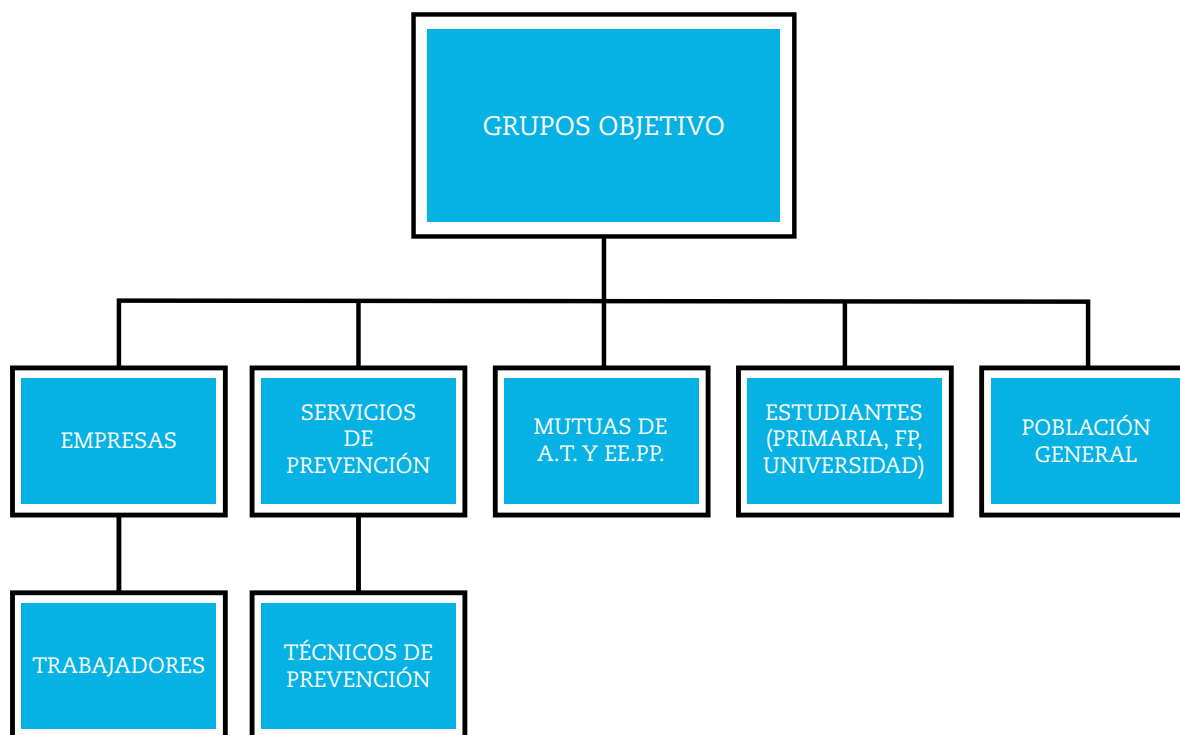 GRUPOS OBJETIVO
EMPRESAS
SERVICIOS
DE
PREVENCIÓN
MUTUAS DE
A.T. Y EE.PP.
ESTUDIANTES
(PRIMARIA, FP,
UNIVERSIDAD)
POBLACIÓN
GENERAL
TRABAJADORES
TÉCNICOS DE
PREVENCIÓN